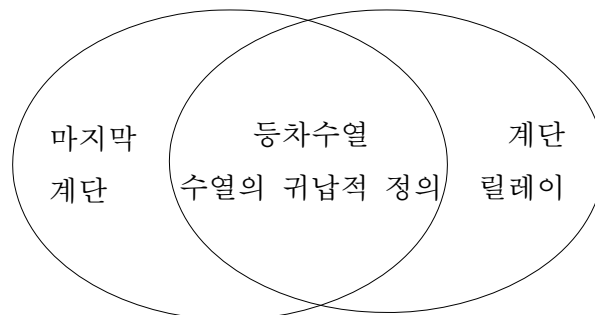 마지막
계단
등차수열
수열의 귀납적 정의
계단
릴레이